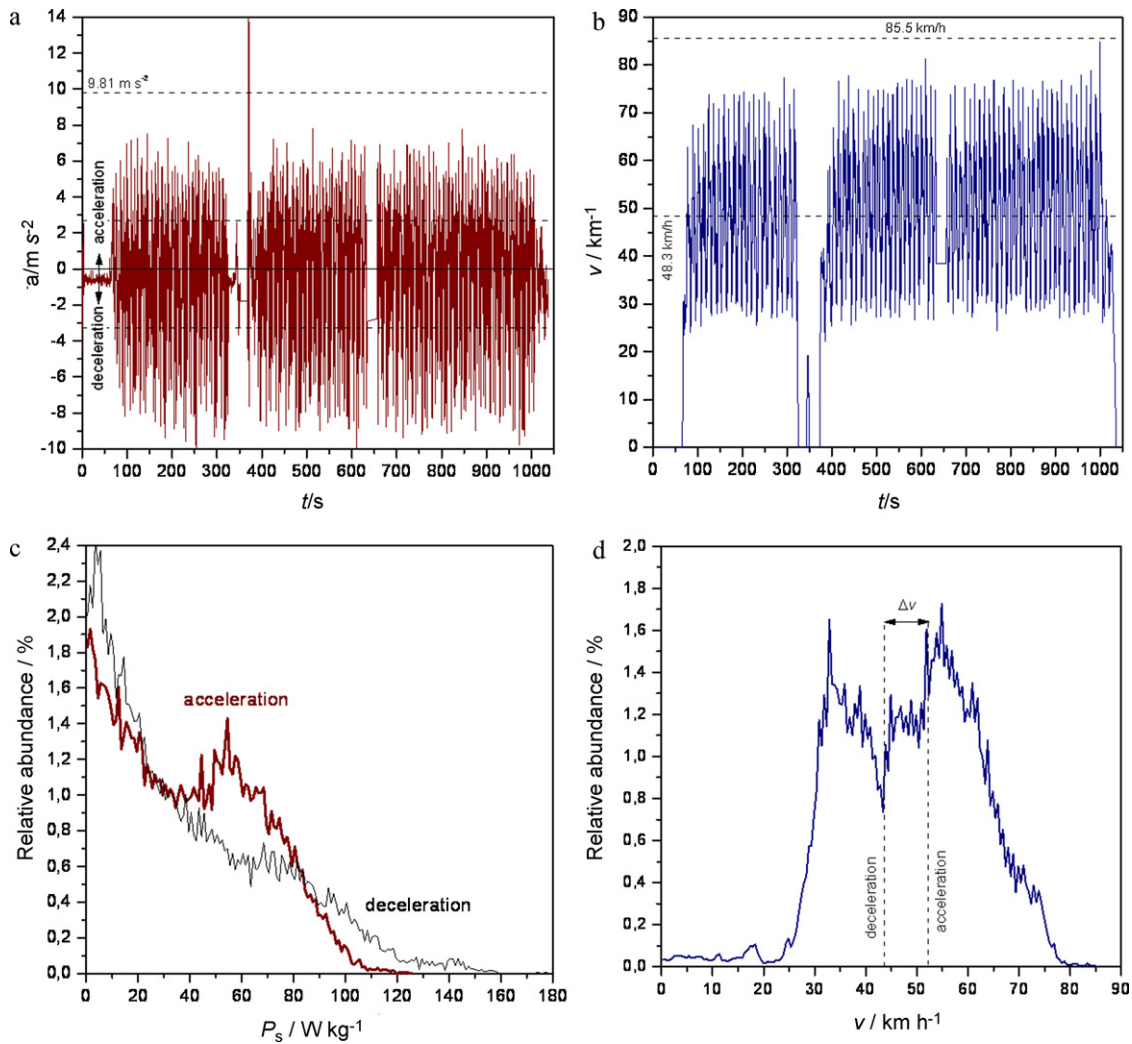 a
14
12
10
8
6
4
2
0
-2
-4
-6
-8
-10
9.81 m s⁻²
acceleration
deceleration
a/m s⁻²
0 100 200 300 400 500 600 700 800 900 1000
t/s
b
90
80
70
60
50
40
30
20
10
0
85.5 km/h
48.3 km/h
v / km⁻¹
0 100 200 300 400 500 600 700 800 900 1000
t/s
c
2,4
2,2
2,0
1,8
1,6
1,4
1,2
1,0
0,8
0,6
0,4
0,2
0,0
Relative abundance / %
acceleration
deceleration
0 20 40 60 80 100 120 140 160 180
Pₛ / W kg⁻¹
d
2,0
1,8
1,6
1,4
1,2
1,0
0,8
0,6
0,4
0,2
0,0
Relative abundance / %
Δv
deceleration
acceleration
0 10 20 30 40 50 60 70 80 90
v / km h⁻¹